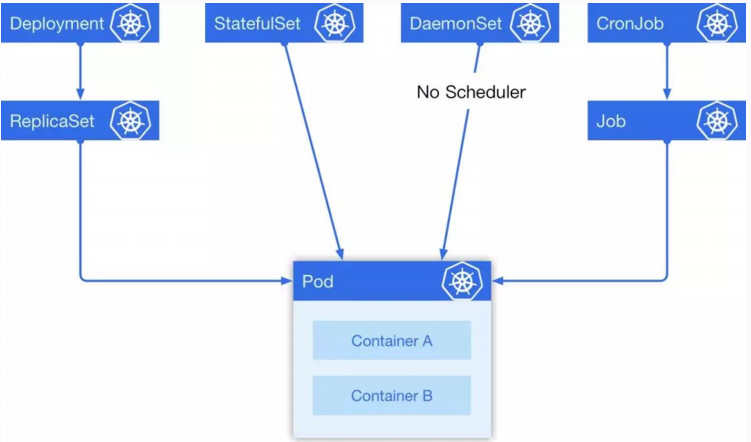 Deployment
StatefulSet
DaemonSet
CronJob
No Scheduler
ReplicaSet
Job
Pod
Container A
Container B